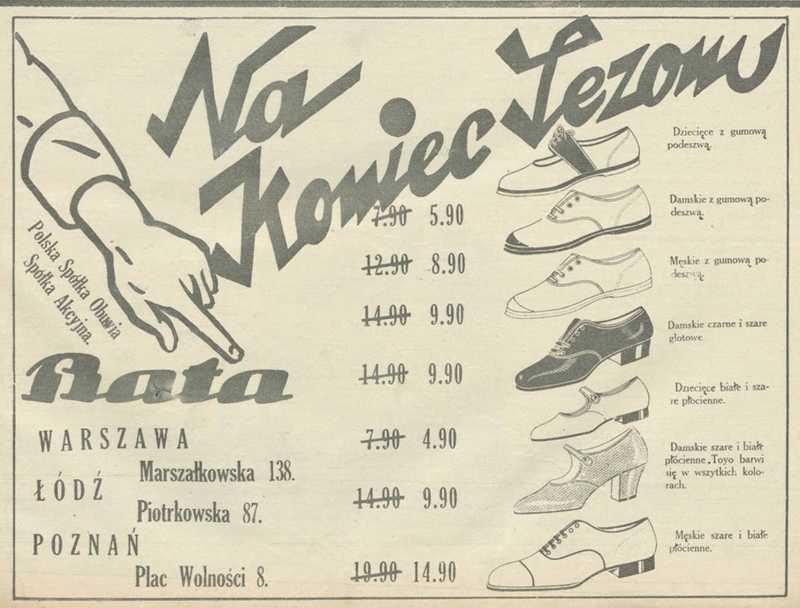 Na
Koniec Sezonu
Polska Spółka Obuwia
Spółka Akcyjna.
Bata
WARSZAWA
Marszałkowska 138.
ŁÓDŹ
Piotrkowska 87.
POZNAŃ
Plac Wolności 8.
7.90 5.90
12.90 8.90
14.90 9.90
14.90 9.90
7.90 4.90
14.90 9.90
19.90 14.90
Dziecięce z gumową
podeszwą.
Damskie z gumową po-
deszwą.
Męskie z gumową po-
deszwą.
Damskie czarne i szare
glotowe.
Dziecięce białe i sza-
re płócienne.
Damskie szare i białe
płócienne „Toyo barwi
się w wszytkich kolo-
rach.
Męskie szare i białe
płócienne.